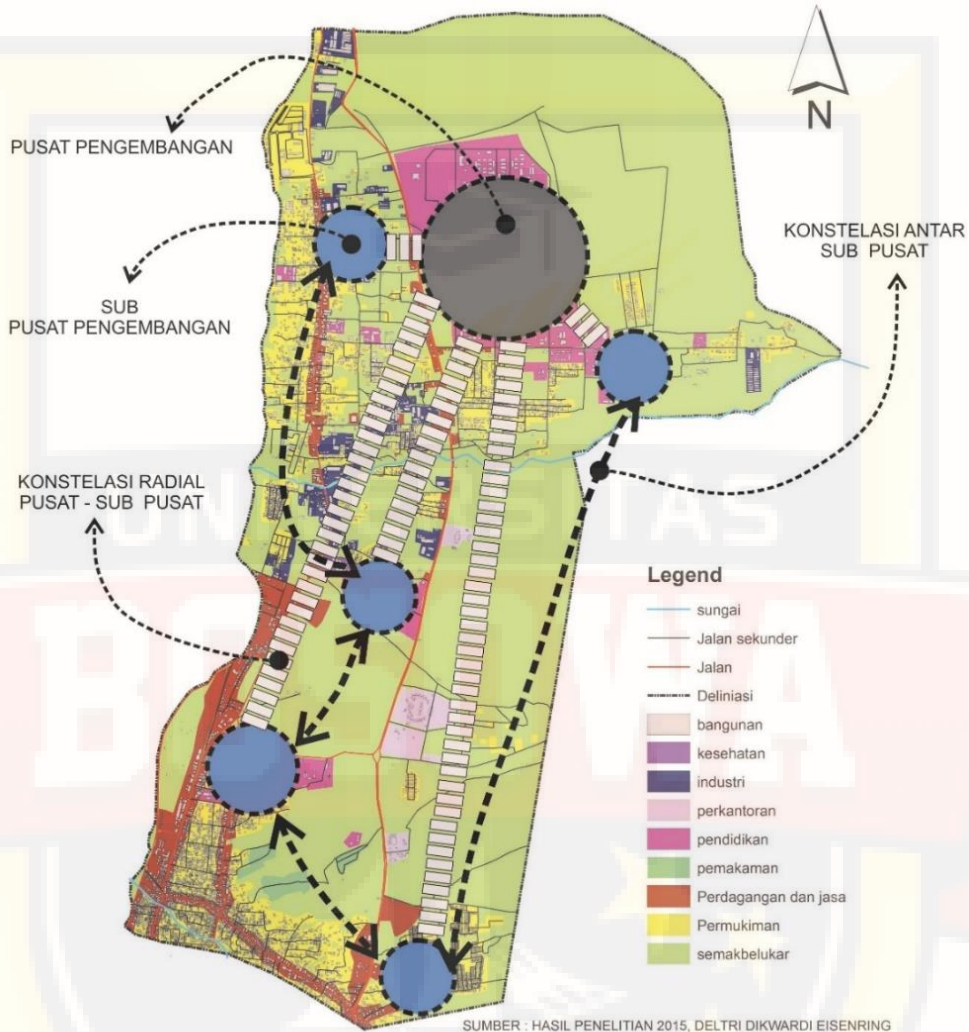 N
PUSAT PENGEMBANGAN
KONSTELASI ANTAR
SUB PUSAT
SUB
PUSAT PENGEMBANGAN
KONSTELASI RADIAL
PUSAT - SUB PUSAT
UNIVERSITAS
BOSOWA
Legend
sungai
Jalan sekunder
Jalan
Deliniasi
bangunan
kesehatan
industri
perkantoran
pendidikan
pemakaman
Perdagangan dan jasa
Permukiman
semakbelukar
SUMBER : HASIL PENELITIAN 2015, DELTRI DIKWARDI EISENRING